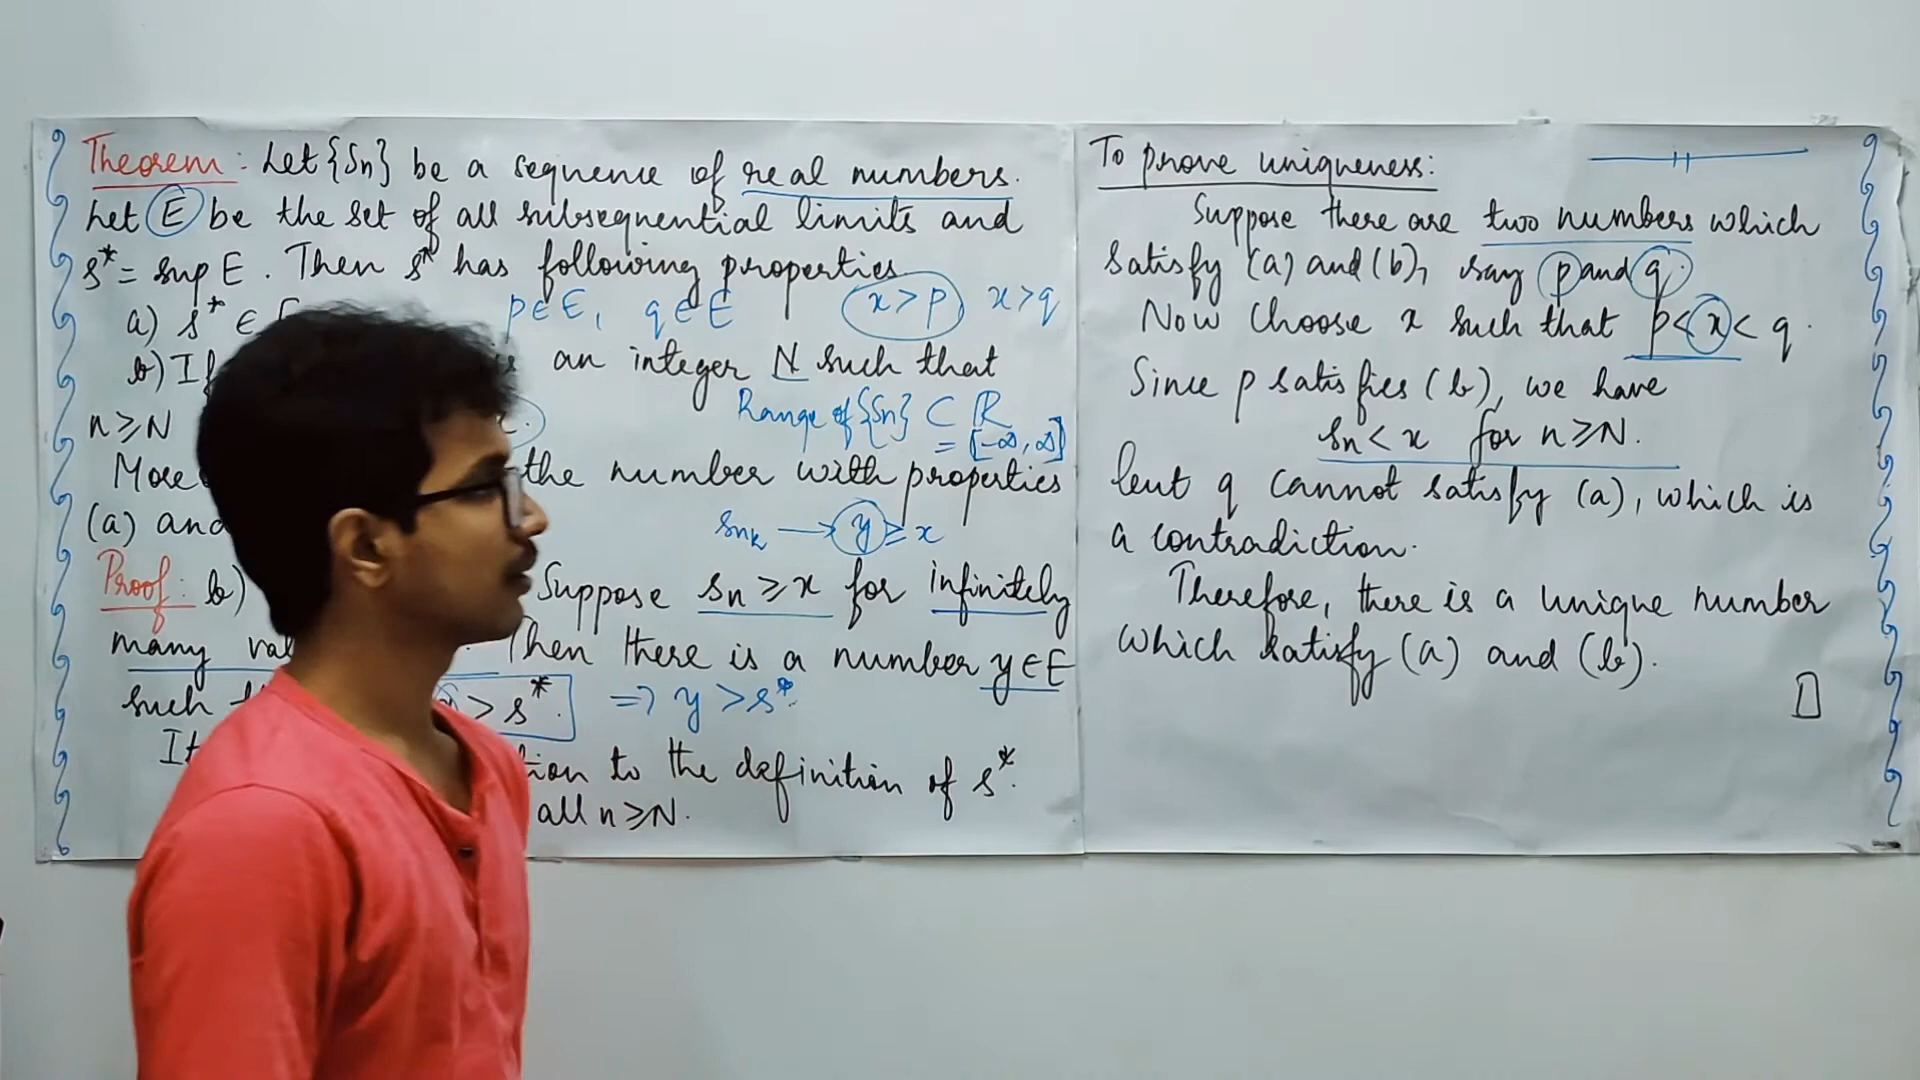 Theorem: Let {Sn} be a sequence of real numbers.
Let E be the set of all subsequential limits and
s* = sup E. Then s* has following properties
a) s* ∈
p∈E, q∈E x>p x>q
b) If an integer N such that
n≥N
Range of {Sn} ⊂ R
= [-∞, ∞]
the number with properties
(a) and
snk → y ≥ x
Proof: b) Suppose sn ≥ x for infinitely
many Then there is a number y∈E
such > s*. ⇒ y > s*.
to the definition of s*.
all n≥N.
To prove uniqueness:
Suppose there are two numbers which
satisfy (a) and (b), say p and q.
Now choose x such that p < x < q.
Since p satisfies (b), we have
sn < x for n≥N.
but q cannot satisfy (a), which is
a contradiction.
Therefore, there is a unique number
which satisfy (a) and (b).